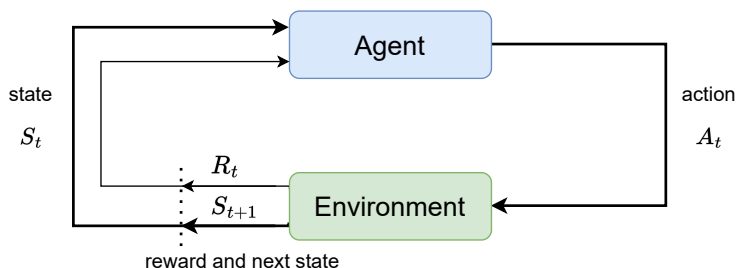 Agent
state
action
S_t
A_t
R_t
S_{t+1}
Environment
reward and next state